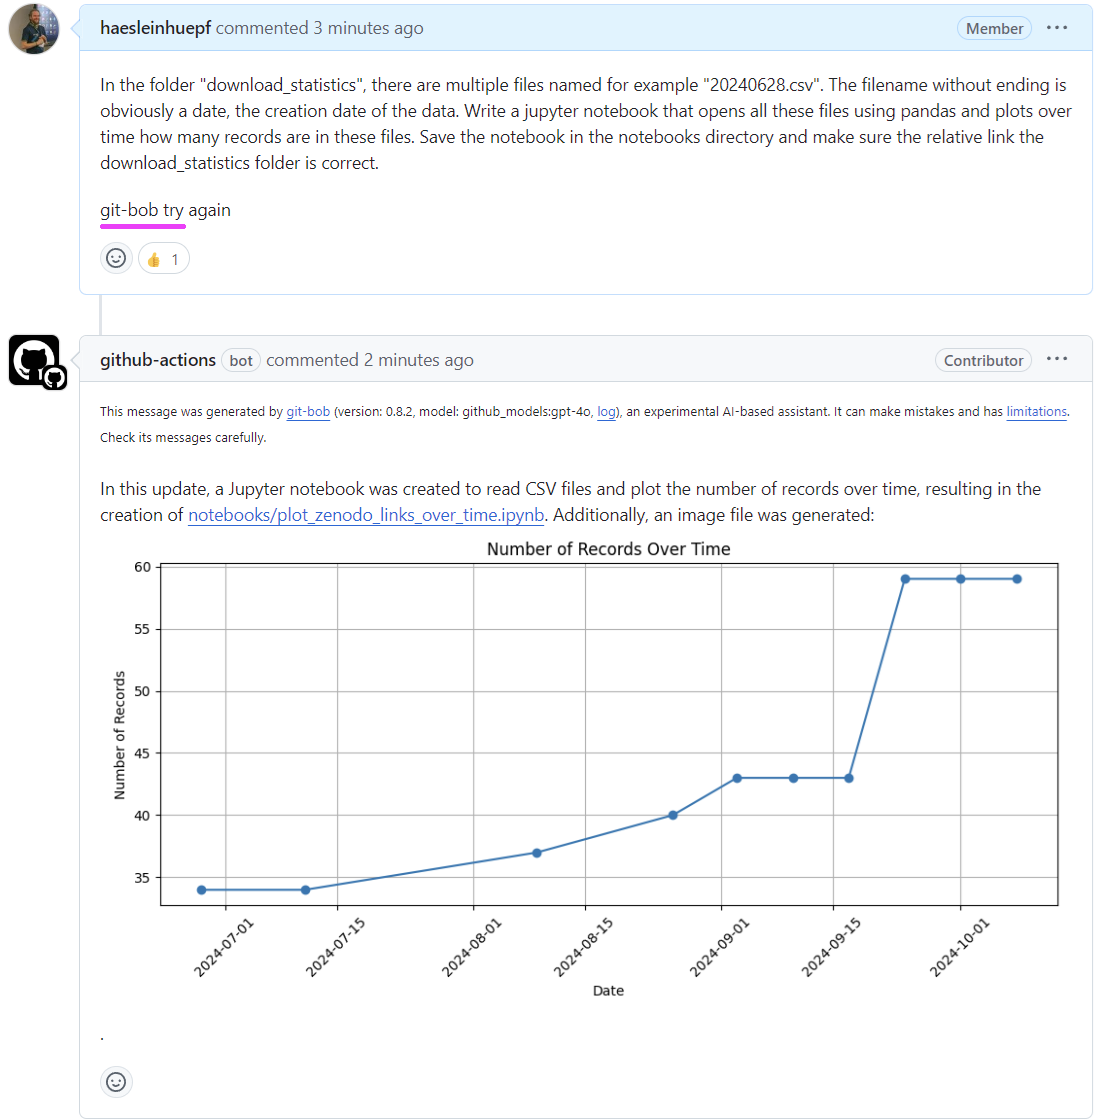 haesleinhuepf commented 3 minutes ago Member
In the folder "download_statistics", there are multiple files named for example "20240628.csv". The filename without ending is
obviously a date, the creation date of the data. Write a jupyter notebook that opens all these files using pandas and plots over
time how many records are in these files. Save the notebook in the notebooks directory and make sure the relative link the
download_statistics folder is correct.
git-bob try again
👍 1
github-actions bot commented 2 minutes ago Contributor
This message was generated by git-bob (version: 0.8.2, model: github_models:gpt-4o, log), an experimental AI-based assistant. It can make mistakes and has limitations.
Check its messages carefully.
In this update, a Jupyter notebook was created to read CSV files and plot the number of records over time, resulting in the
creation of notebooks/plot_zenodo_links_over_time.ipynb. Additionally, an image file was generated:
Number of Records Over Time
60
55
50
45
40
35
Number of Records
2024-07-01
2024-07-15
2024-08-01
2024-08-15
2024-09-01
2024-09-15
2024-10-01
Date
.